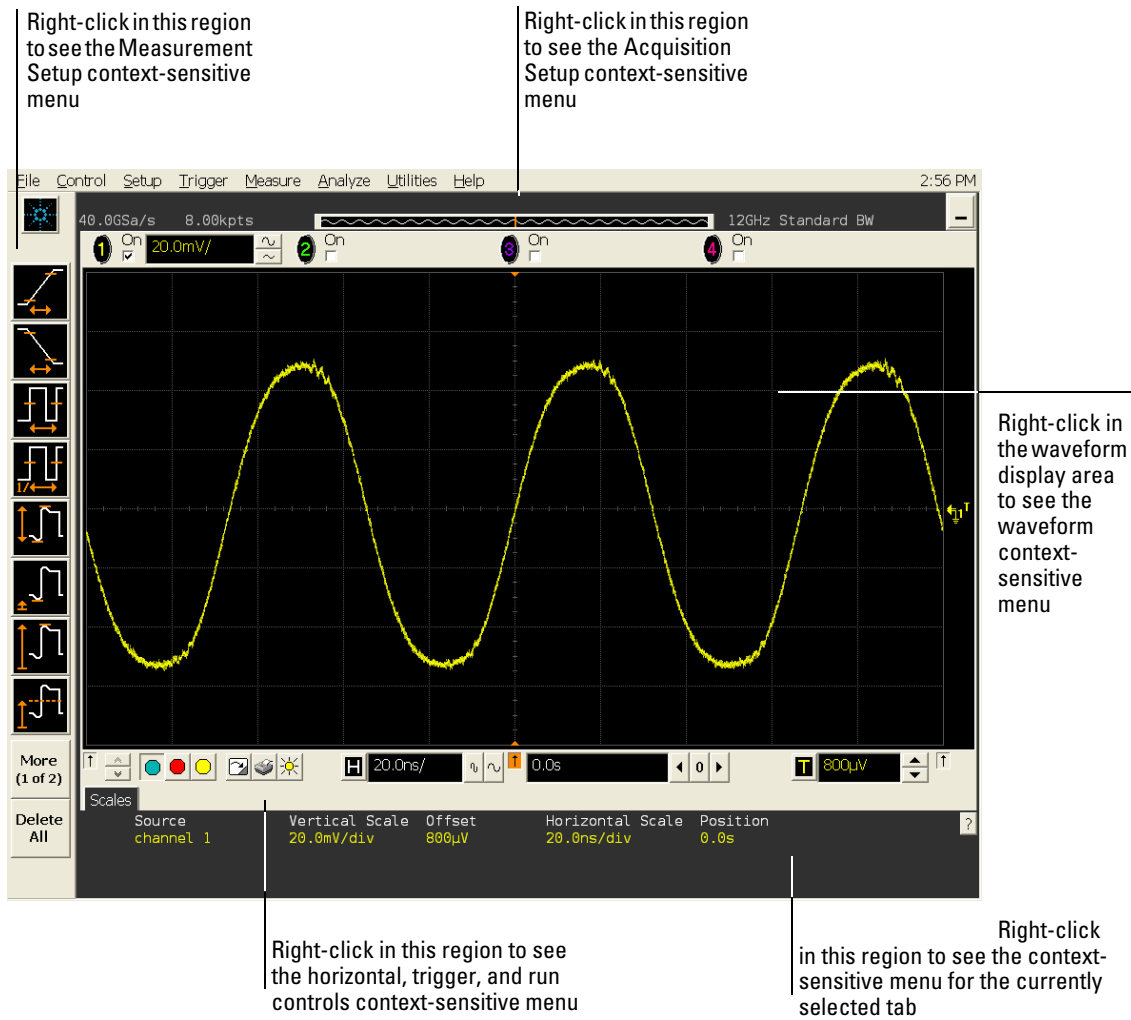 Right-click in this region
to see the Measurement
Setup context-sensitive
menu
Right-click in this region
to see the Acquisition
Setup context-sensitive
menu
File Control Setup Trigger Measure Analyze Utilities Help 2:56 PM
40.0GSa/s 8.00kpts 12GHz Standard BW
1 On 20.0mV/ 2 On 3 On 4 On
1/
Right-click in
the waveform
display area
to see the
waveform
context-
sensitive
menu
1 T
More
(1 of 2)
H 20.0ns/ 0.0s 0 T 800µV
Scales
Delete
All
Source Vertical Scale Offset Horizontal Scale Position ?
channel 1 20.0mV/div 800µV 20.0ns/div 0.0s
Right-click in this region to see
the horizontal, trigger, and run
controls context-sensitive menu
Right-click
in this region to see the context-
sensitive menu for the currently
selected tab